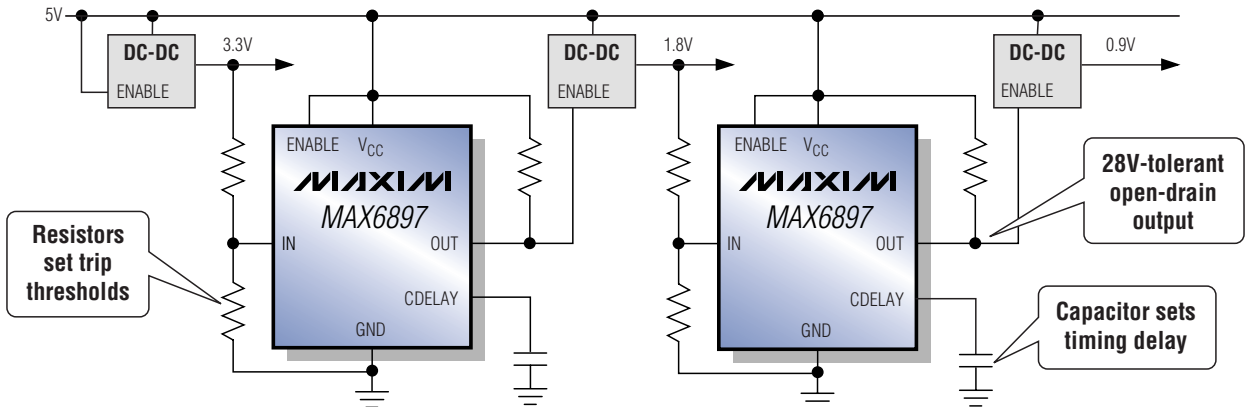 5V
DC-DC
ENABLE
3.3V
DC-DC
ENABLE
1.8V
DC-DC
ENABLE
0.9V
ENABLE VCC
MAXIM
MAX6897
IN
OUT
CDELAY
GND
ENABLE VCC
MAXIM
MAX6897
IN
OUT
CDELAY
GND
Resistors
set trip
thresholds
28V-tolerant
open-drain
output
Capacitor sets
timing delay